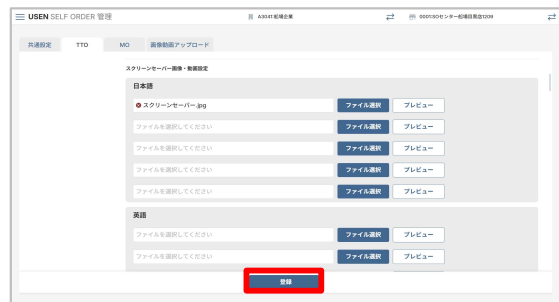 USEN SELF ORDER 管理 A3041:船場企業 0001:SOセンター船場目黒店1209
共通設定 TTO MO 画像動画アップロード
スクリーンセーバー画像・動画設定
日本語
スクリーンセーバー.jpg ファイル選択 プレビュー
ファイルを選択してください ファイル選択 プレビュー
ファイルを選択してください ファイル選択 プレビュー
ファイルを選択してください ファイル選択 プレビュー
ファイルを選択してください ファイル選択 プレビュー
英語
ファイルを選択してください ファイル選択 プレビュー
ファイルを選択してください ファイル選択 プレビュー
登録